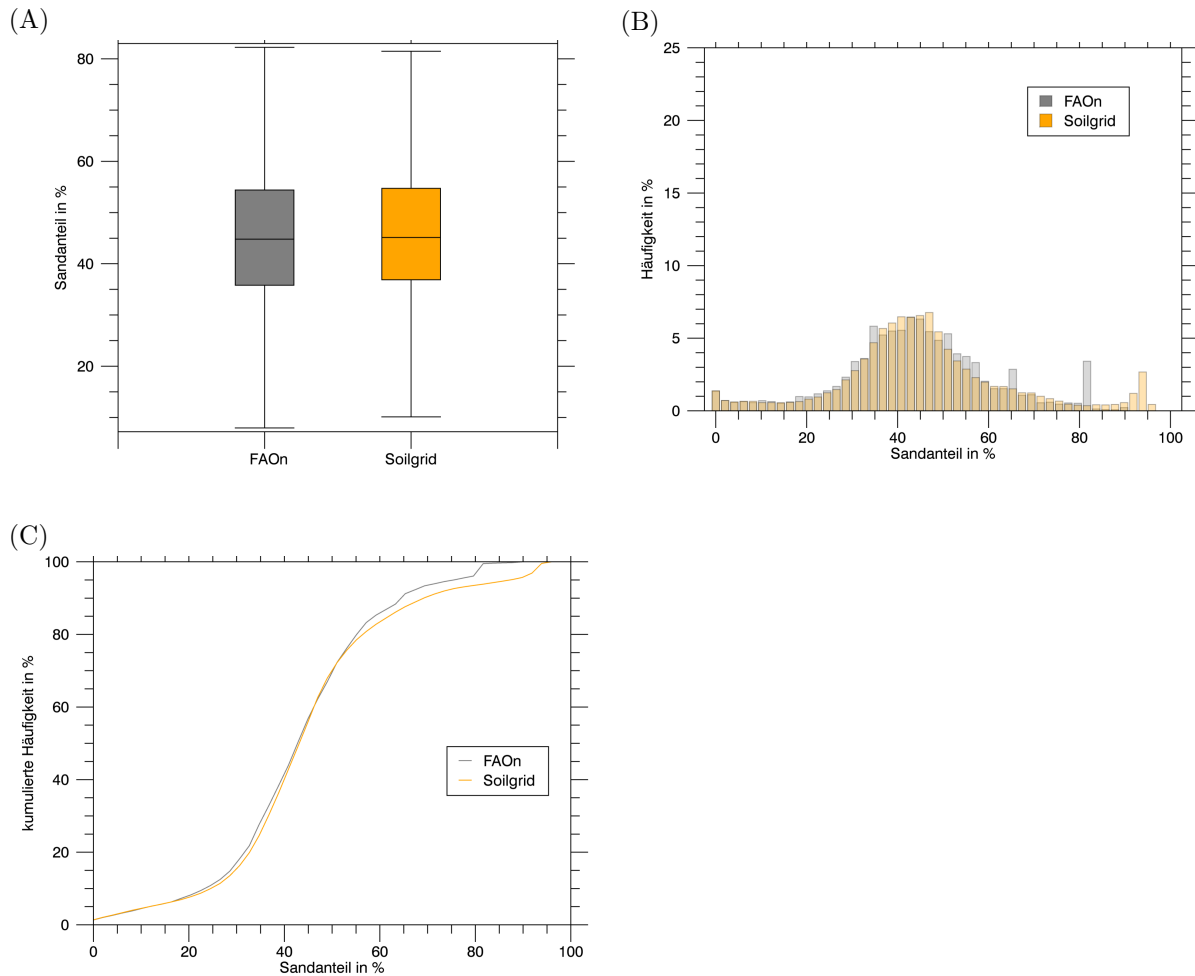 (A)
80
60
40
20
Sandanteil in %
FAOn
Soilgrid
(B)
25
20
15
10
5
0
Häufigkeit in %
FAOn
Soilgrid
0 20 40 60 80 100
Sandanteil in %
(C)
100
80
60
40
20
0
kumulierte Häufigkeit in %
FAOn
Soilgrid
0 20 40 60 80 100
Sandanteil in %